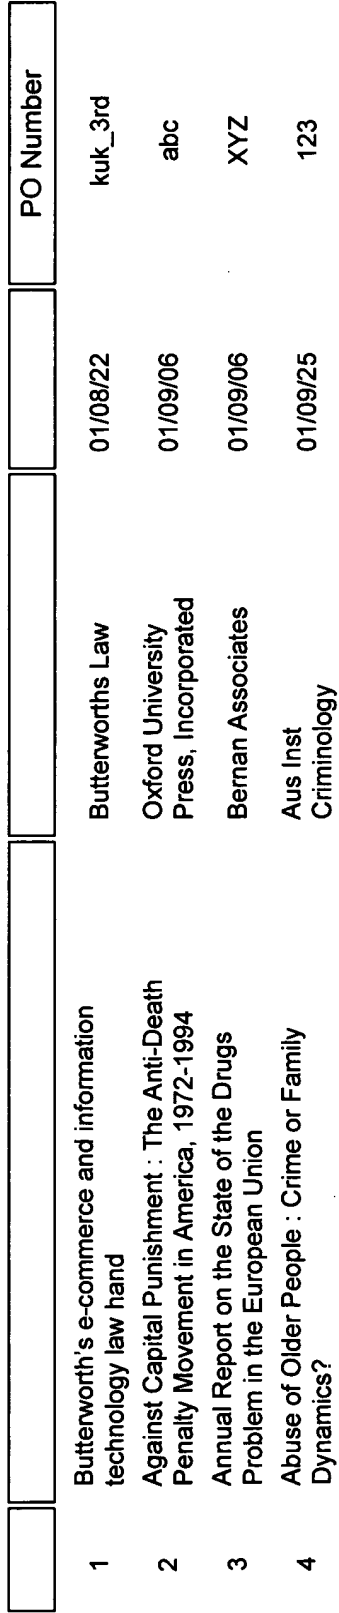 PO Number
1 Butterworth's e-commerce and information Butterworths Law 01/08/22 kuk_3rd
technology law hand
2 Against Capital Punishment : The Anti-Death Oxford University 01/09/06 abc
Penalty Movement in America, 1972-1994 Press, Incorporated
3 Annual Report on the State of the Drugs Bernan Associates 01/09/06 XYZ
Problem in the European Union
4 Abuse of Older People : Crime or Family Aus Inst 01/09/25 123
Dynamics? Criminology